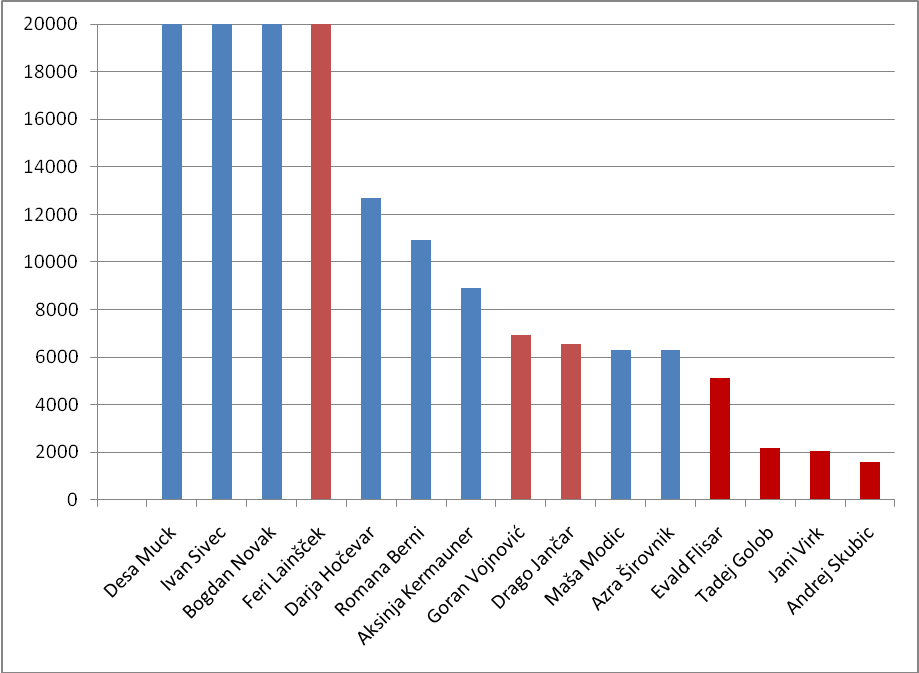 20000
18000
16000
14000
12000
10000
8000
6000
4000
2000
0
Desa Muck
Ivan Sivec
Bogdan Novak
Feri Lainšček
Darja Hočevar
Romana Berni
Aksinja Kermauner
Goran Vojnović
Drago Jančar
Maša Modic
Azra Širovnik
Evald Flisar
Tadej Golob
Jani Virk
Andrej Skubic